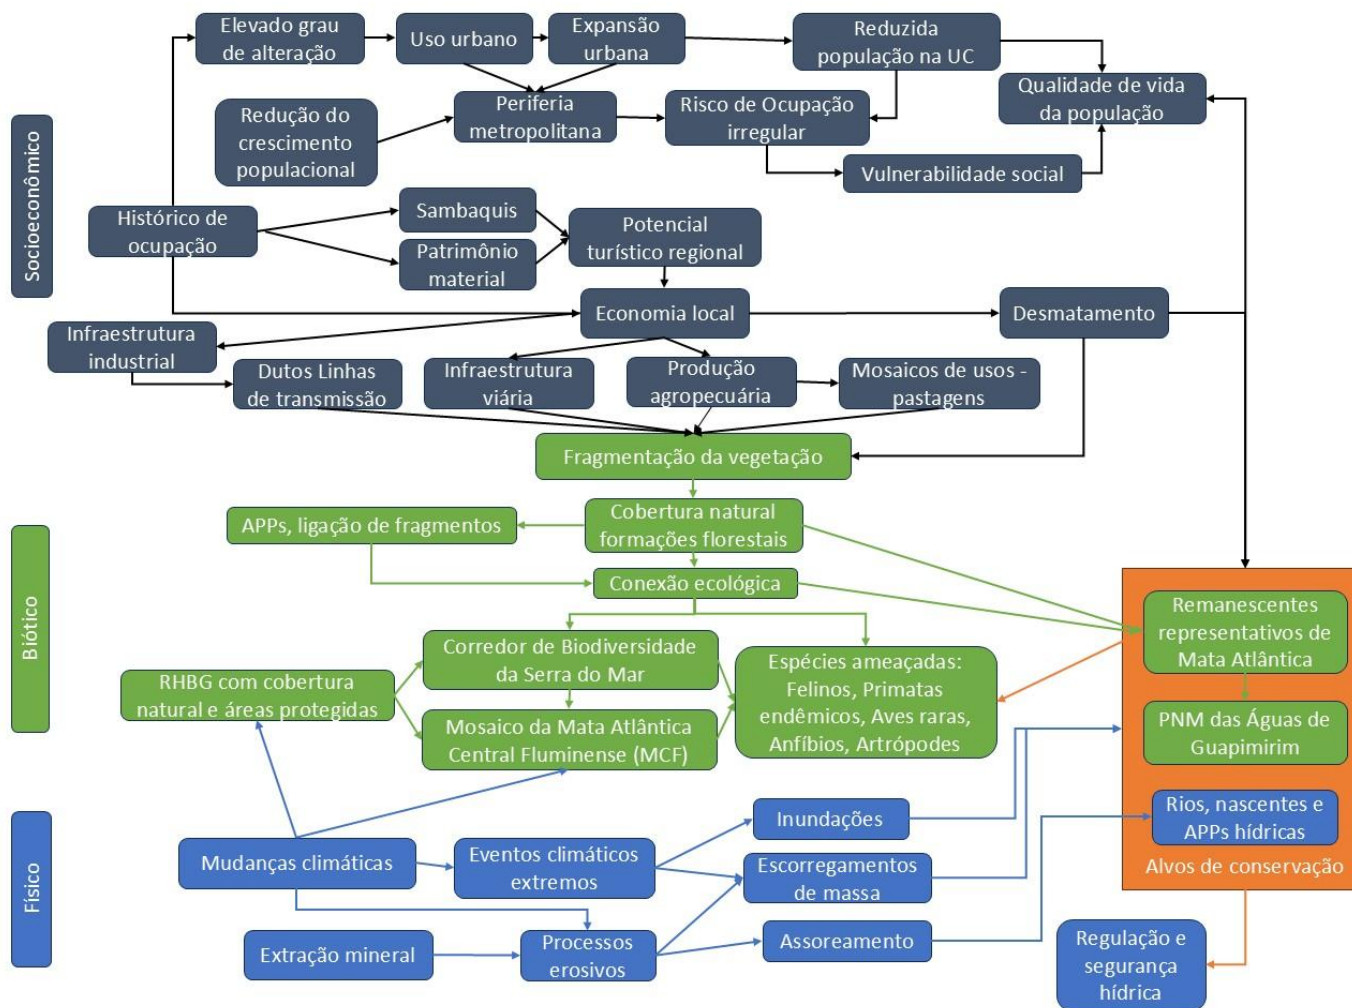 Socioeconômico
Elevado grau
de alteração
Uso urbano
Expansão
urbana
Reduzida
população na UC
Qualidade de vida
da população
Redução do
crescimento
populacional
Periferia
metropolitana
Risco de Ocupação
irregular
Vulnerabilidade social
Histórico de
ocupação
Sambaquis
Patrimônio
material
Potencial
turístico regional
Economia local
Desmatamento
Infraestrutura
industrial
Dutos Linhas
de transmissão
Infraestrutura
viária
Produção
agropecuária
Mosaicos de usos -
pastagens
Biótico
Fragmentação da vegetação
APPs, ligação de fragmentos
Cobertura natural
formações florestais
Conexão ecológica
RHBG com cobertura
natural e áreas protegidas
Corredor de Biodiversidade
da Serra do Mar
Mosaico da Mata Atlântica
Central Fluminense (MCF)
Espécies ameaçadas:
Felinos, Primatas
endêmicos, Aves raras,
Anfíbios, Artrópodes
Remanescentes
representativos de
Mata Atlântica
PNM das Águas de
Guapimirim
Rios, nascentes e
APPs hídricas
Alvos de conservação
Físico
Mudanças climáticas
Eventos climáticos
extremos
Inundações
Escorregamentos
de massa
Extração mineral
Processos
erosivos
Assoreamento
Regulação e
segurança
hídrica